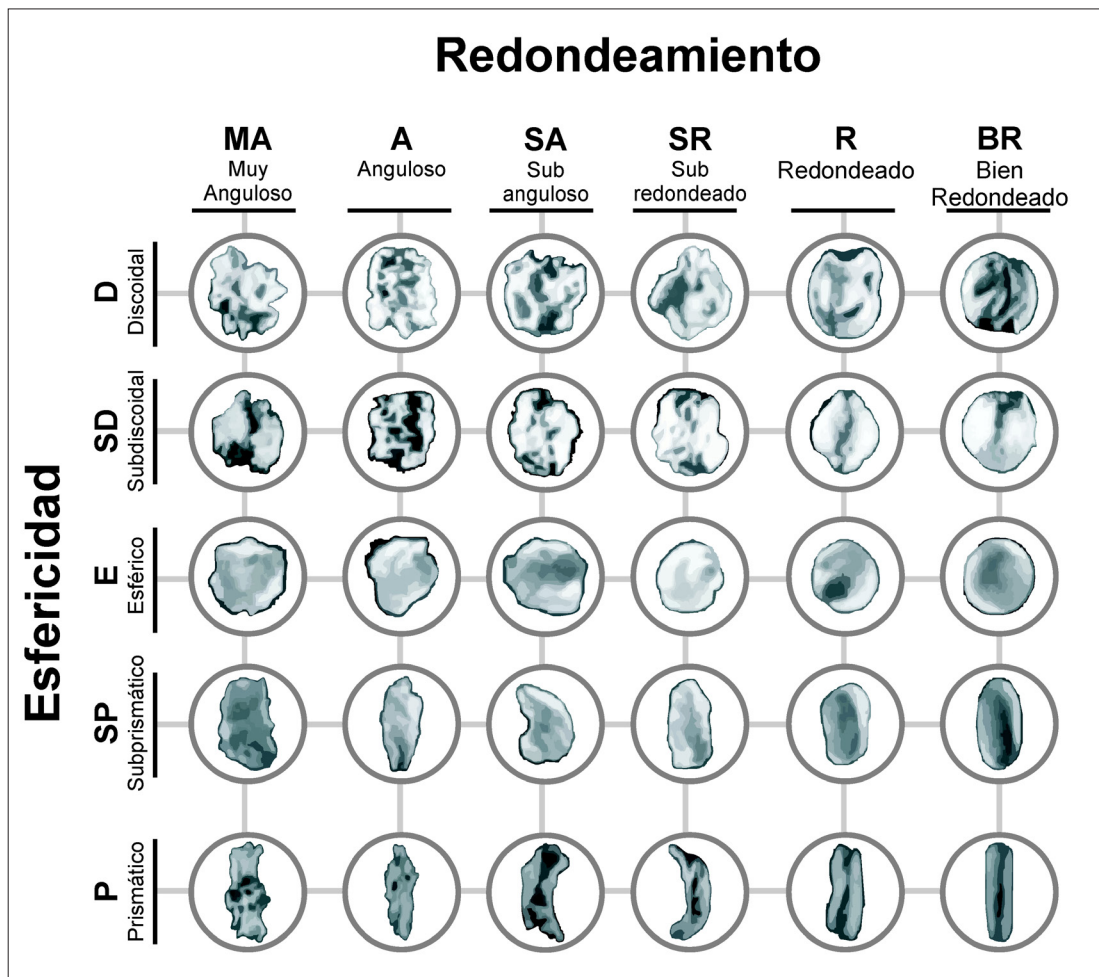 Redondeamiento
MA
Muy
Anguloso
A
Anguloso
SA
Sub
anguloso
SR
Sub
redondeado
R
Redondeado
BR
Bien
Redondeado
Esfericidad
D
Discoidal
SD
Subdiscoidal
E
Esférico
SP
Subprismático
P
Prismático